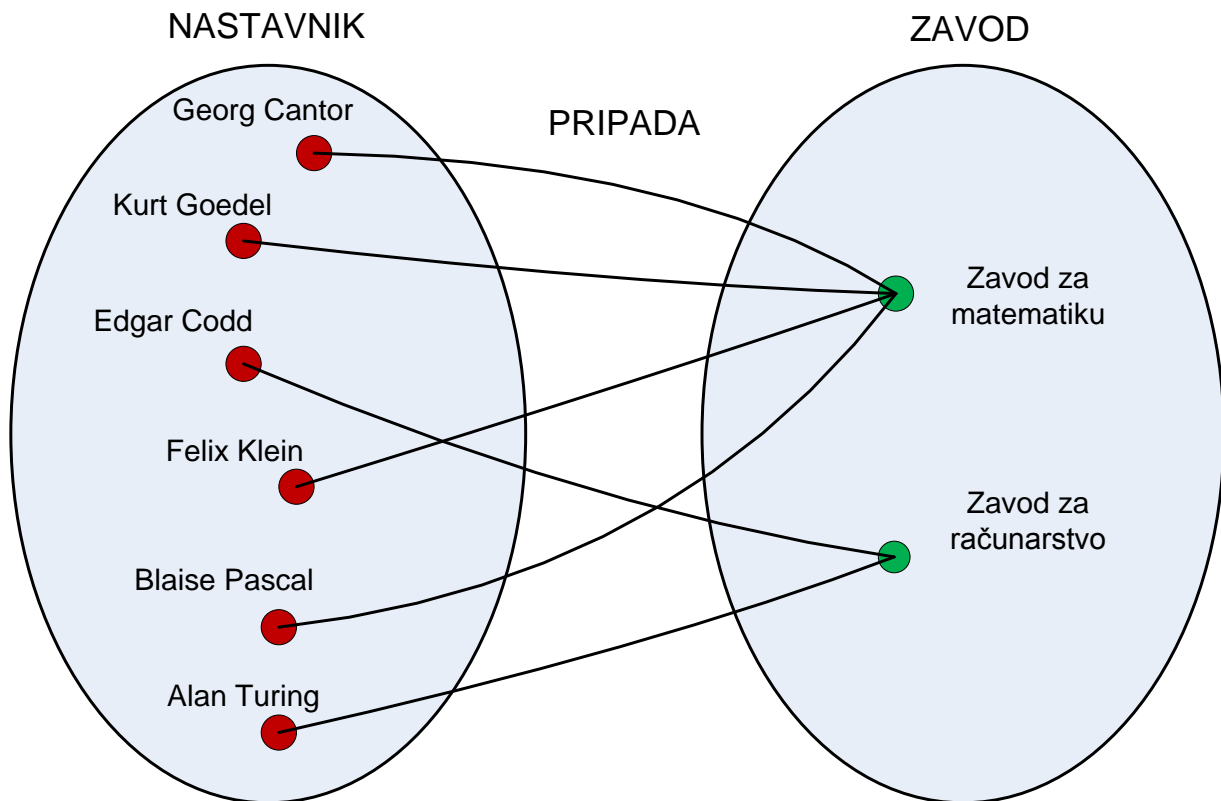 NASTAVNIK
ZAVOD
PRIPADA
Georg Cantor
Kurt Goedel
Edgar Codd
Felix Klein
Blaise Pascal
Alan Turing
Zavod za
matematiku
Zavod za
računarstvo